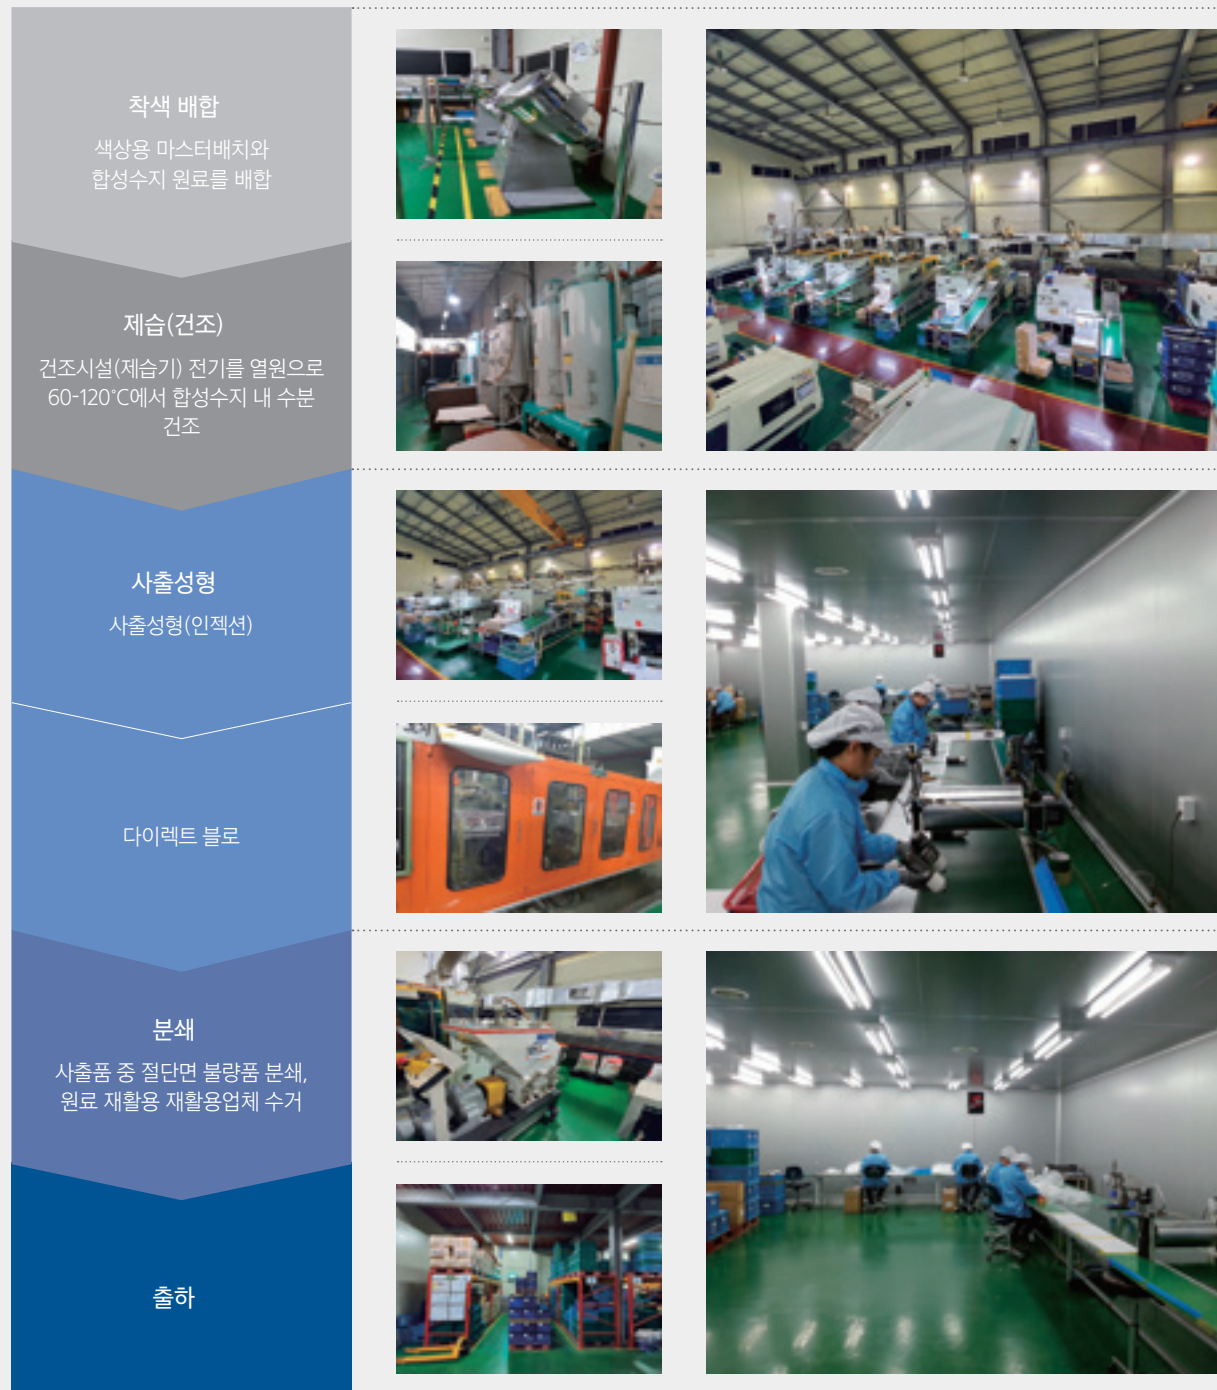 착색 배합
색상용 마스터배치와
합성수지 원료를 배합
제습(건조)
건조시설(제습기) 전기를 열원으로
60-120°C에서 합성수지 내 수분
건조
사출성형
사출성형(인젝션)
다이렉트 블로
분쇄
사출품 중 절단면 불량품 분쇄,
원료 재활용 재활용업체 수거
출하